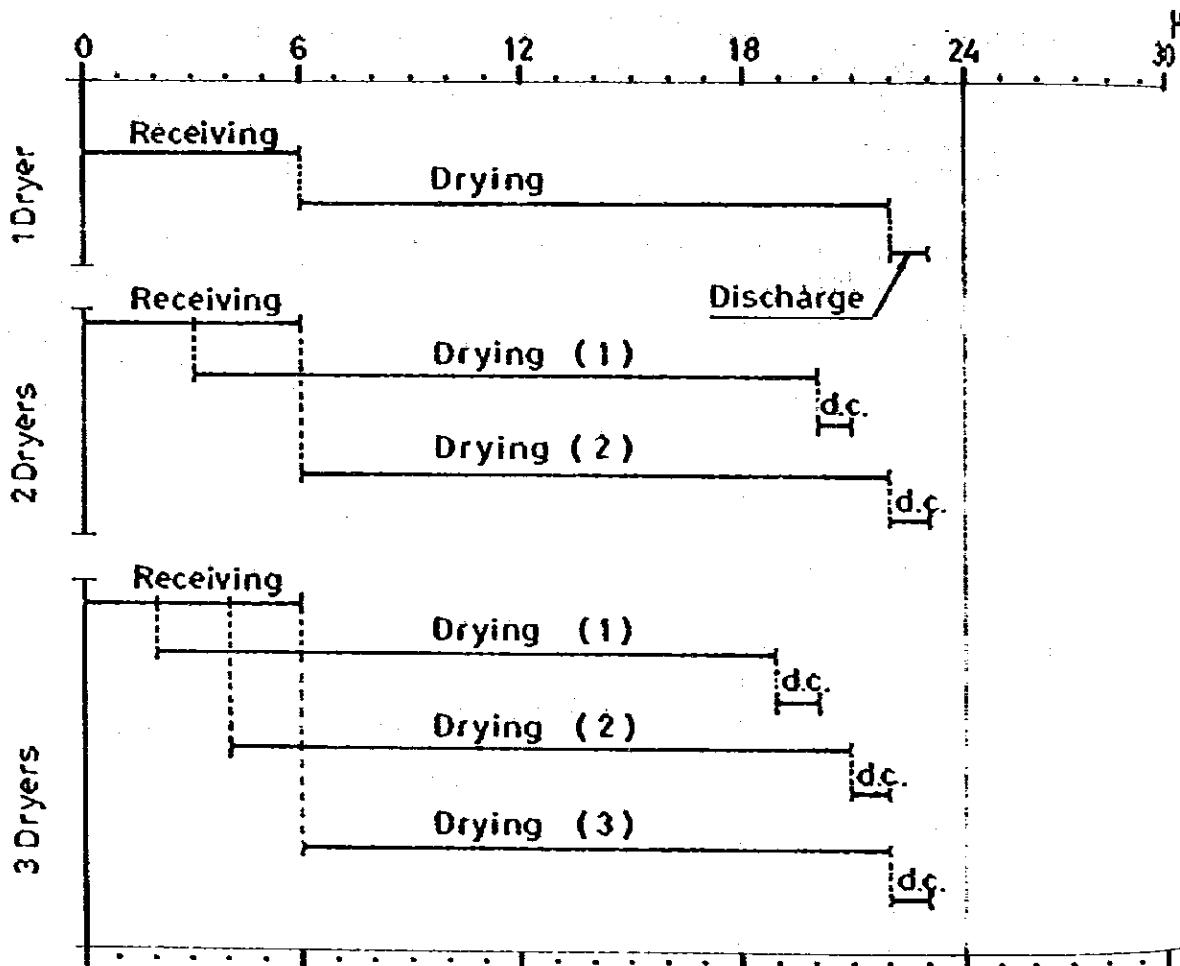 0 6 12 18 24 30
1 Dryer
Receiving
Drying
Discharge
2 Dryers
Receiving
Drying (1)
d.c.
Drying (2)
d.c.
3 Dryers
Receiving
Drying (1)
d.c.
Drying (2)
d.c.
Drying (3)
d.c.